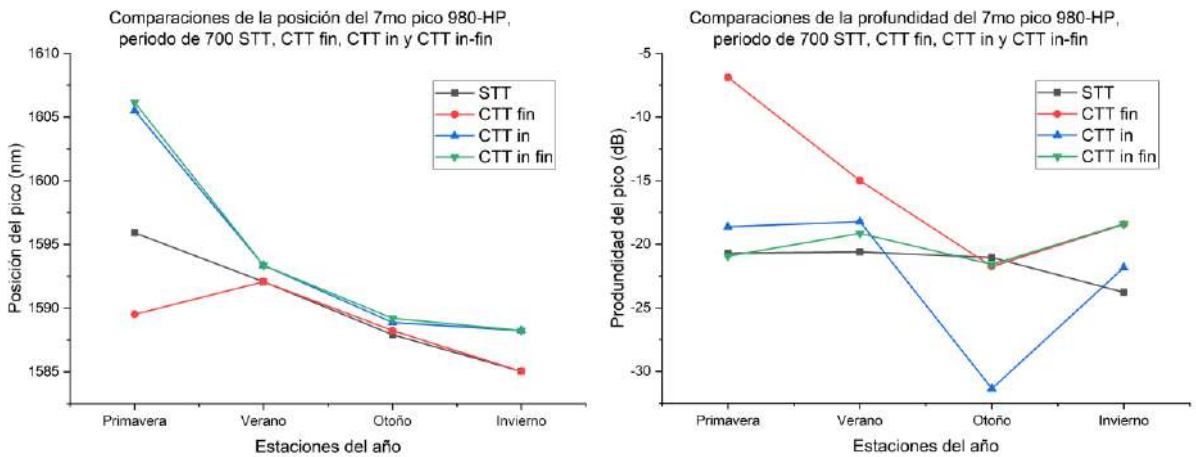 Comparaciones de la posición del 7mo pico 980-HP,
periodo de 700 STT, CTT fin, CTT in y CTT in-fin
1610
1605
1600
1595
1590
1585
Posición del pico (nm)
STT
CTT fin
CTT in
CTT in fin
Primavera
Verano
Otoño
Invierno
Estaciones del año
Comparaciones de la profundidad del 7mo pico 980-HP,
periodo de 700 STT, CTT fin, CTT in y CTT in-fin
-5
-10
-15
-20
-25
-30
Produndidad del pico (dB)
STT
CTT fin
CTT in
CTT in fin
Primavera
Verano
Otoño
Invierno
Estaciones del año